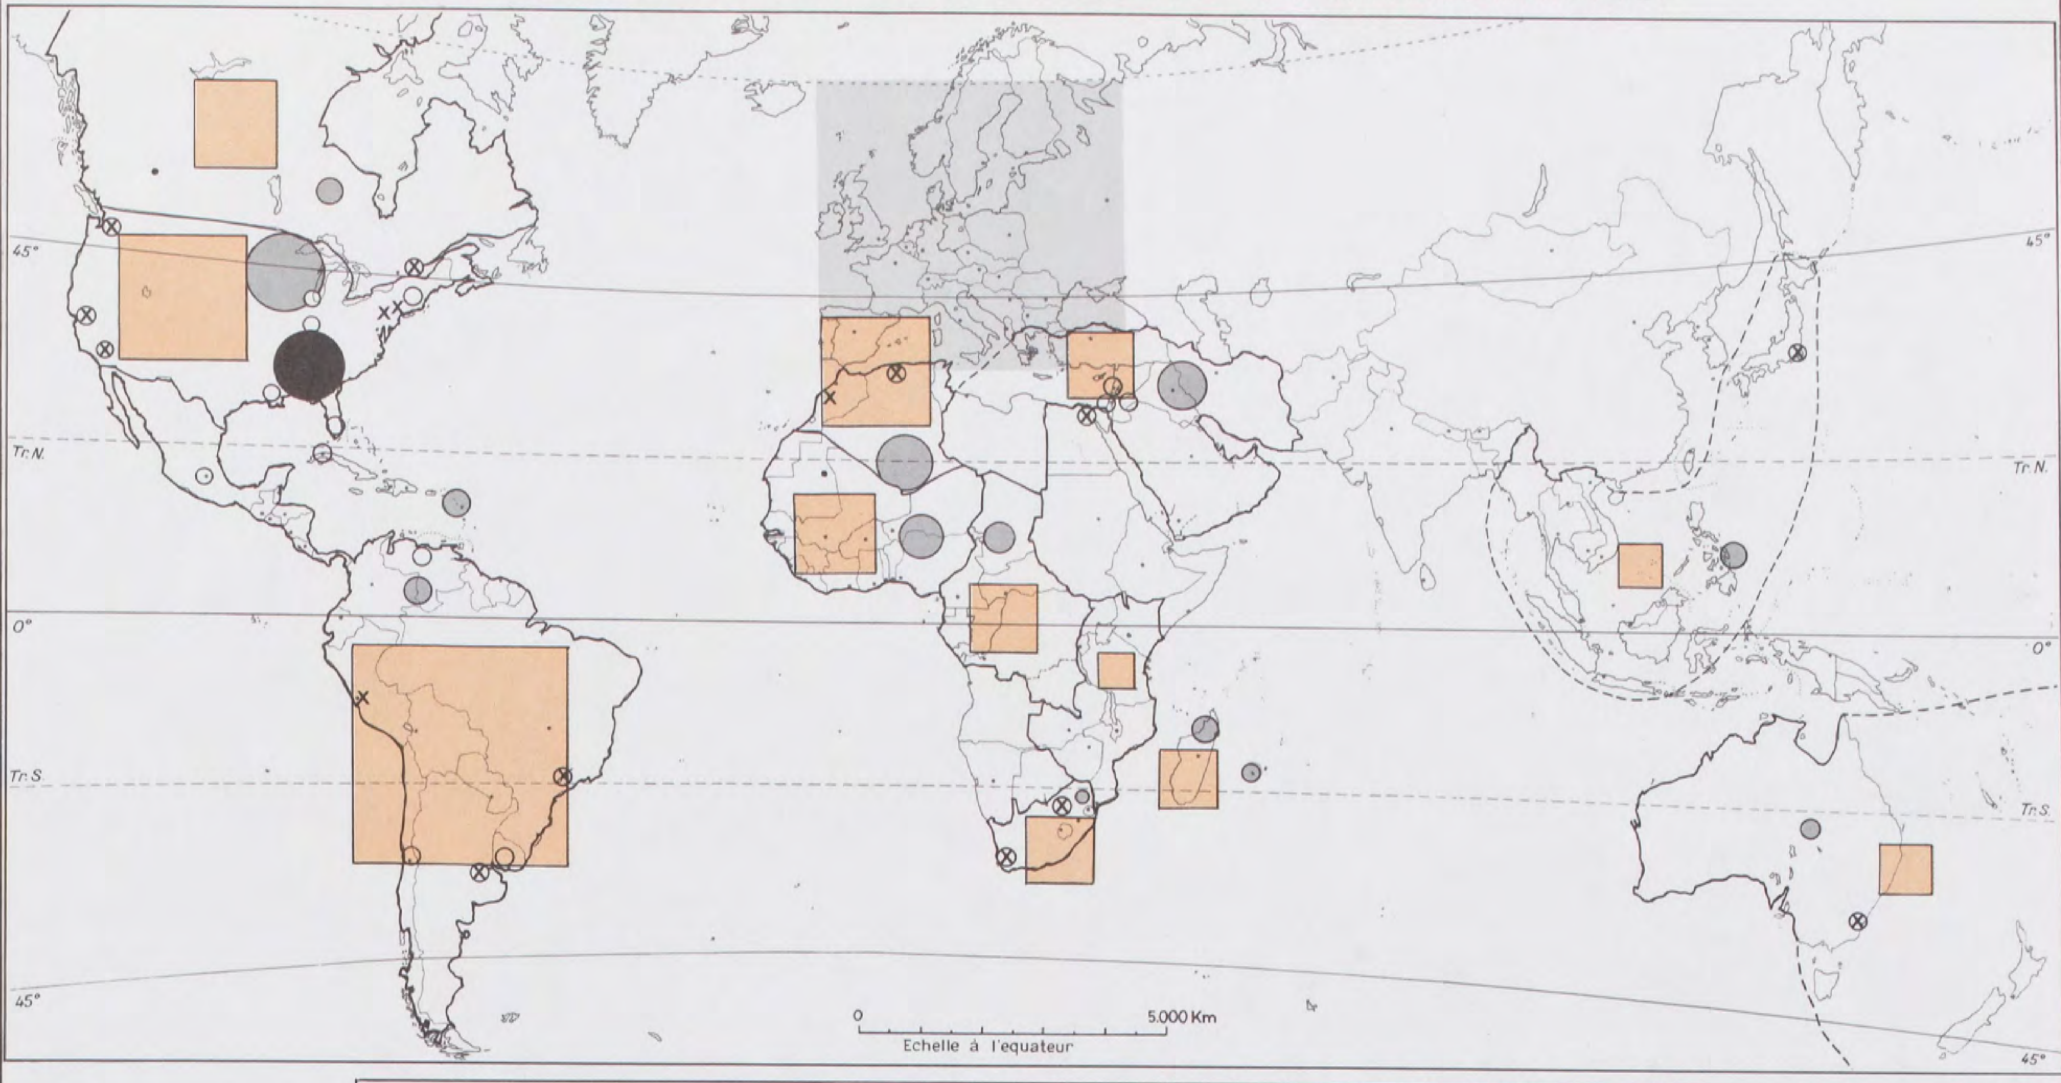 45°
45°
Tr.N.
Tr.N.
0°
0°
Tr.S.
Tr.S.
45°
0 5.000 Km
Echelle à l'equateur
45°